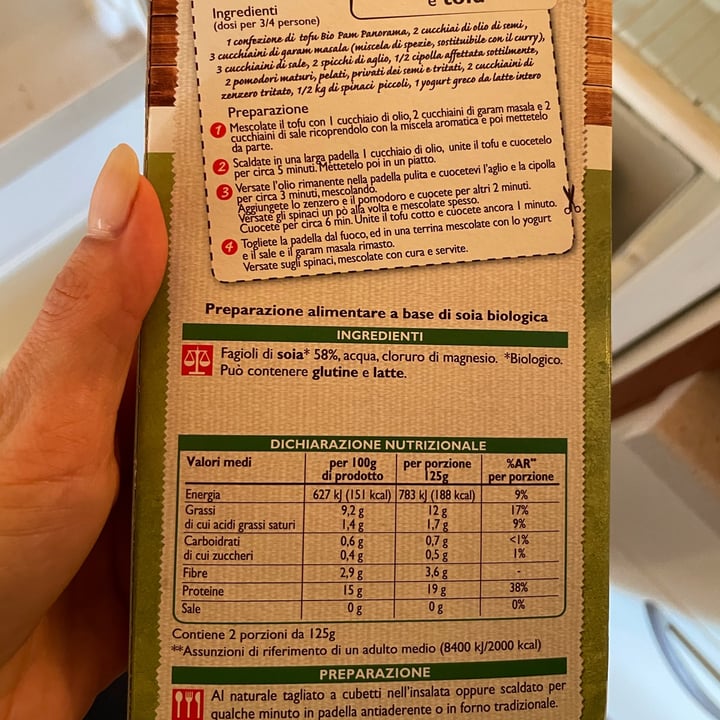 e tofu
Ingredienti
(dosi per 3/4 persone)
1 confezione di tofu Bio Pam Panorama, 2 cucchiai di olio di semi,
3 cucchiaini di garam masala (miscela di spezie, sostituibile con il curry),
3 cucchiaini di sale, 2 spicchi di aglio, 1/2 cipolla affettata sottilmente,
2 pomodori maturi, pelati, privati dei semi e tritati, 2 cucchiaini di
zenzero tritato, 1/2 kg di spinaci piccoli, 1 yogurt greco da latte intero
Preparazione
1 Mescolate il tofu con 1 cucchiaio di olio, 2 cucchiaini di garam masala e 2
cucchiaini di sale ricoprendolo con la miscela aromatica e poi mettetelo
da parte.
2 Scaldate in una larga padella 1 cucchiaio di olio, unite il tofu e cuocetelo
per circa 5 minuti. Mettetelo poi in un piatto.
3 Versate l'olio rimanente nella padella pulita e cuocetevi l'aglio e la cipolla
per circa 3 minuti, mescolando.
Aggiungete lo zenzero e il pomodoro e cuocete per altri 2 minuti.
Versate gli spinaci un pò alla volta e mescolate spesso.
Cuocete per circa 6 min. Unite il tofu cotto e cuocete ancora 1 minuto.
4 Togliete la padella dal fuoco, ed in una terrina mescolate con lo yogurt
e il sale e il garam masala rimasto.
Versate sugli spinaci, mescolate con cura e servite.
Preparazione alimentare a base di soia biologica
INGREDIENTI
Fagioli di soia* 58%, acqua, cloruro di magnesio. *Biologico.
Può contenere glutine e latte.
DICHIARAZIONE NUTRIZIONALE
Valori medi per 100g di prodotto per porzione 125g %AR** per porzione
Energia 627 kJ (151 kcal) 783 kJ (188 kcal) 9%
Grassi 9,2 g 12 g 17%
di cui acidi grassi saturi 1,4 g 1,7 g 9%
Carboidrati 0,6 g 0,7 g <1%
di cui zuccheri 0,4 g 0,5 g 1%
Fibre 2,9 g 3,6 g -
Proteine 15 g 19 g 38%
Sale 0 g 0 g 0%
Contiene 2 porzioni da 125g
**Assunzioni di riferimento di un adulto medio (8400 kJ/2000 kcal)
PREPARAZIONE
Al naturale tagliato a cubetti nell'insalata oppure scaldato per
qualche minuto in padella antiaderente o in forno tradizionale.